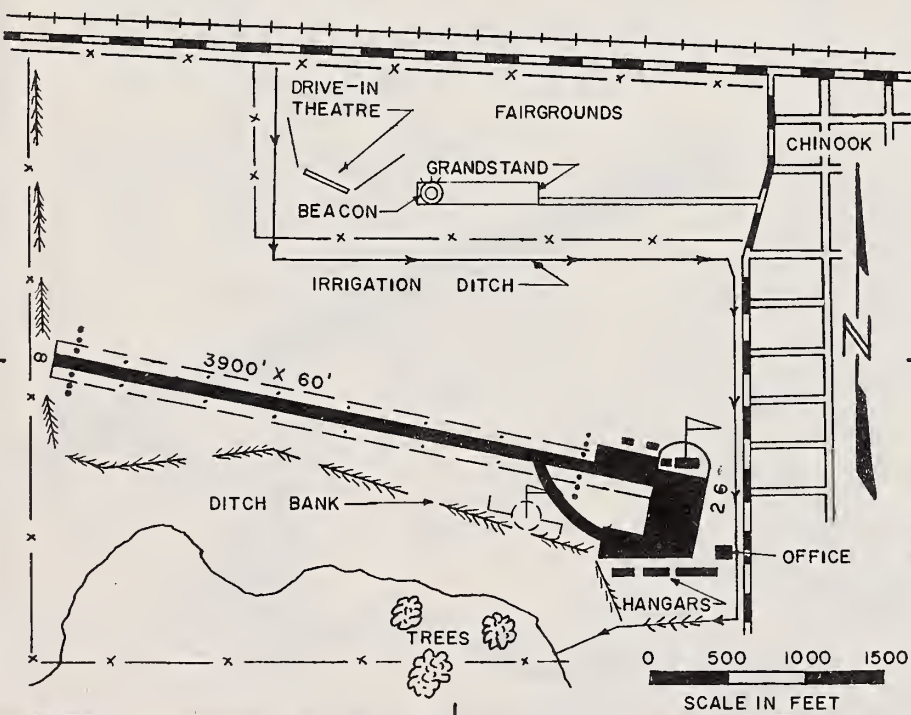 DRIVE-IN
THEATRE
FAIRGROUNDS
CHINOOK
GRANDSTAND
BEACON
IRRIGATION DITCH
N
8
3900' X 60'
26
DITCH BANK
OFFICE
HANGARS
TREES
0 500 1000 1500
SCALE IN FEET